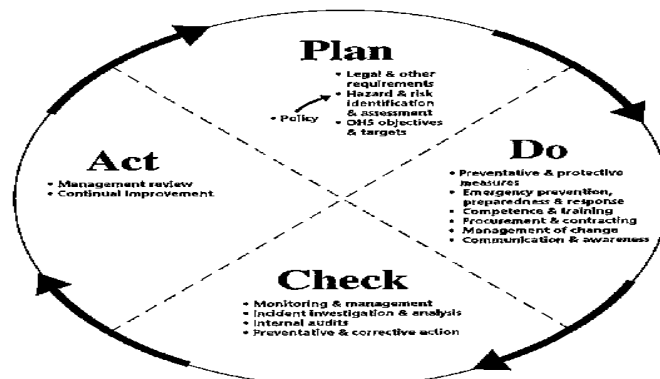 Plan
• Legal & other
requirements
• Hazard & risk
identification
& assessment
• OHS objectives
& targets
• Policy
Act
• Management review
• Continual improvement
Do
• Preventative & protective
measures
• Emergency prevention,
preparedness & response
• Competence & training
• Procurement & contracting
• Management of change
• Communication & awareness
Check
• Monitoring & management
• Incident investigation & analysis
• Internal audits
• Preventative & corrective action